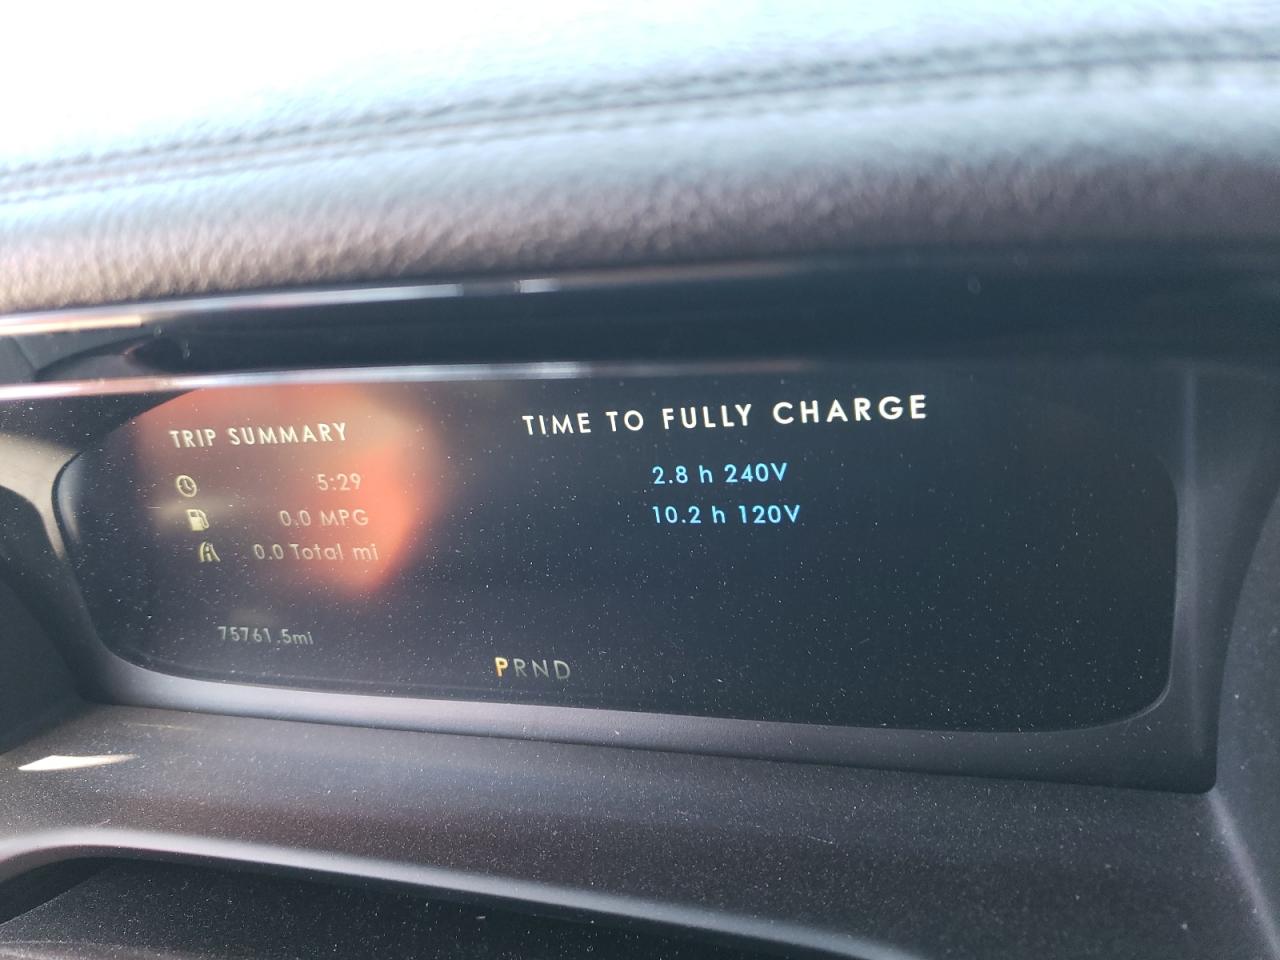 TRIP SUMMARY
5:29
0.0 MPG
0.0 Total mi
75761.5mi
TIME TO FULLY CHARGE
2.8 h 240V
10.2 h 120V
PRND